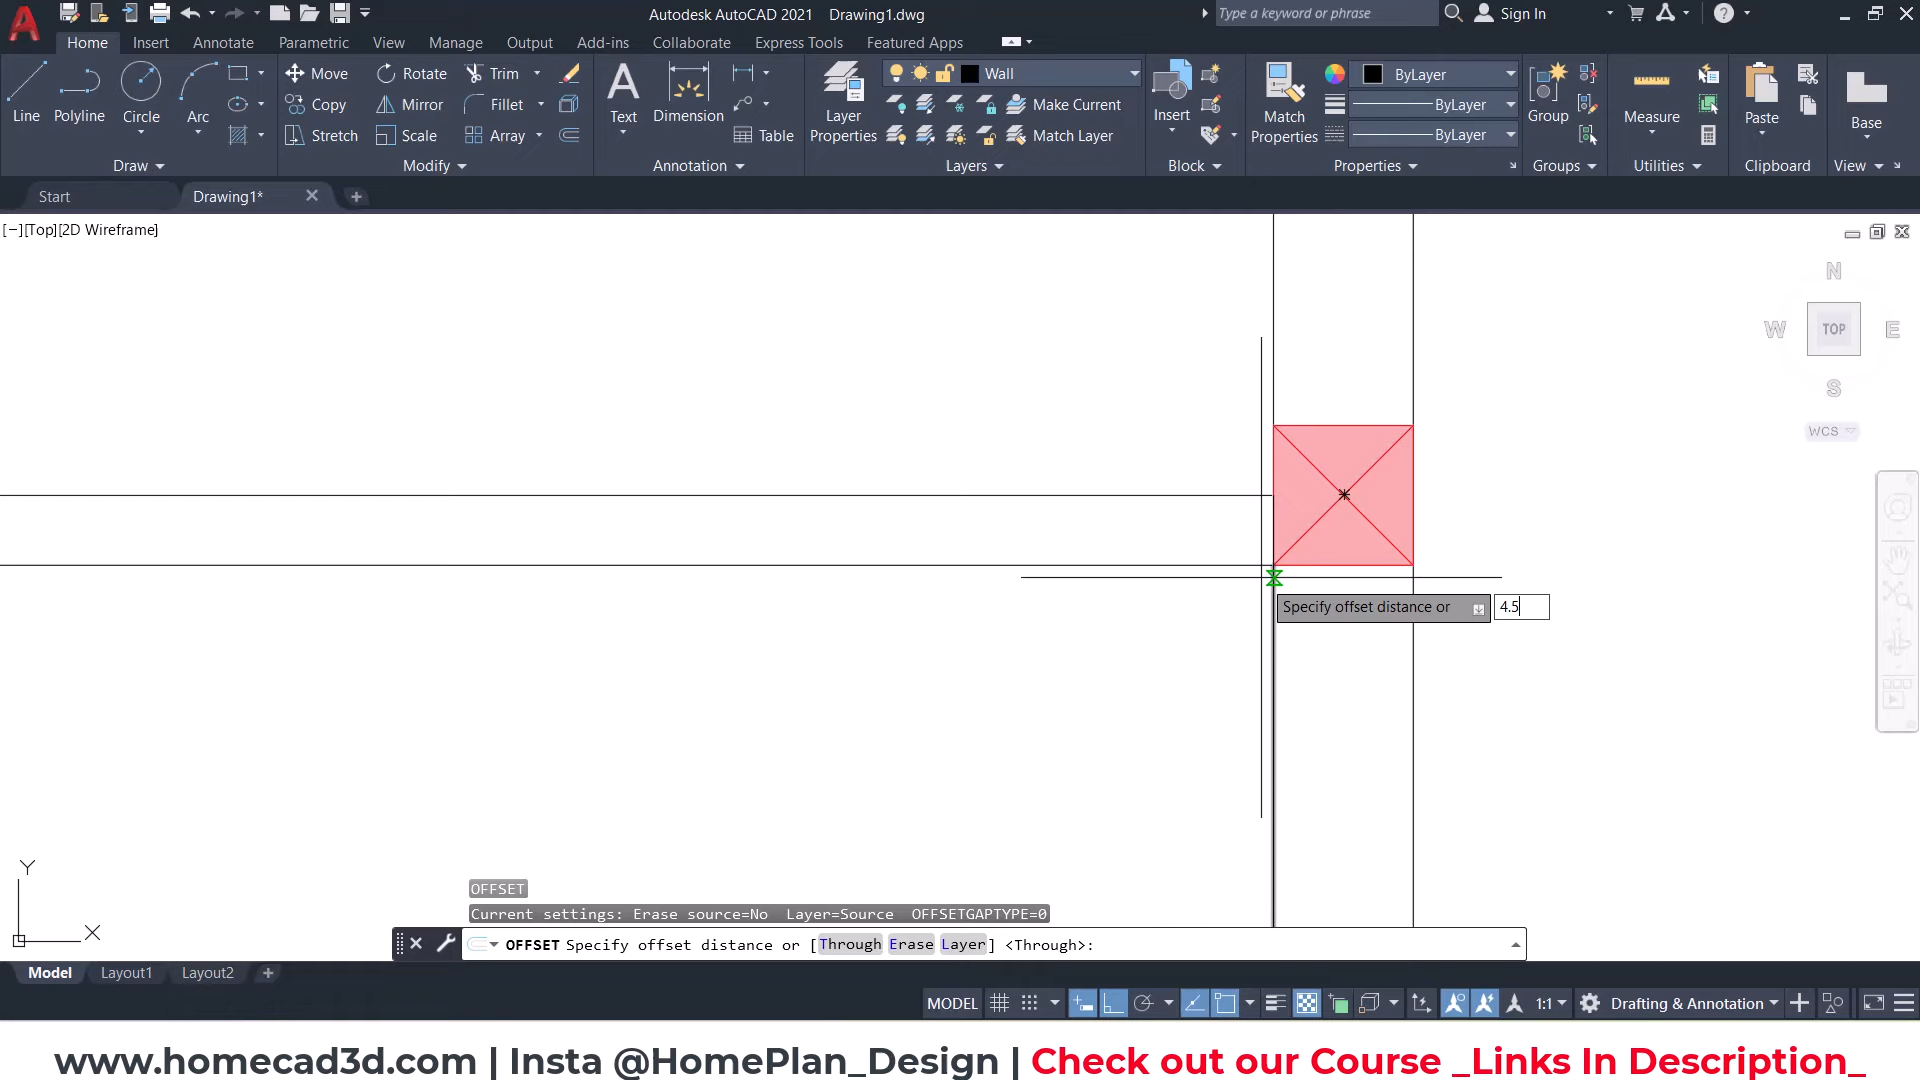 Autodesk AutoCAD 2021 Drawing1.dwg
Type a keyword or phrase
Sign In
Home Insert Annotate Parametric View Manage Output Add-ins Collaborate Express Tools Featured Apps
Line Polyline Circle Arc
Draw
Move Rotate Trim
Copy Mirror Fillet
Stretch Scale Array
Modify
Text Dimension Table
Annotation
Layer Properties
Wall
Make Current
Match Layer
Layers
Insert
Block
Match Properties
ByLayer
ByLayer
ByLayer
Properties
Group
Groups
Measure
Utilities
Paste
Clipboard
Base
View
Start Drawing1*
[−][Top][2D Wireframe]
N
W TOP E
S
WCS
Specify offset distance or 4.5
Y
X
OFFSET
Current settings: Erase source=No Layer=Source OFFSETGAPTYPE=0
OFFSET Specify offset distance or [Through Erase Layer] <Through>:
Model Layout1 Layout2
MODEL 1:1 Drafting & Annotation
www.homecad3d.com | Insta @HomePlan_Design | Check out our Course _Links In Description_